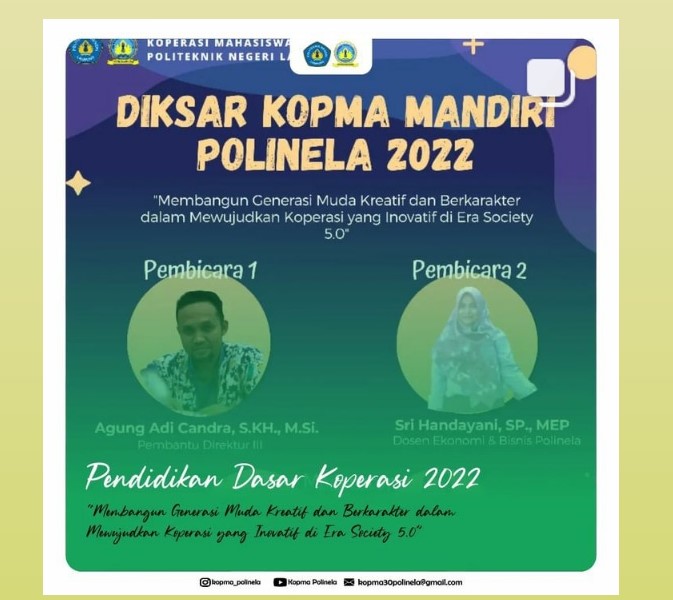 KOPERASI MAHASISWA
POLITEKNIK NEGERI
DIKSAR KOPMA MANDIRI
POLINELA 2022
"Membangun Generasi Muda Kreatif dan Berkarakter
dalam Mewujudkan Koperasi yang Inovatif di Era Society
5.0"
Pembicara 1
Pembicara 2
Agung Adi Candra, S.KH., M.Si.
Pembantu Direktur III
Sri Handayani, SP., MEP
Dosen Ekonomi & Bisnis Polinela
Pendidikan Dasar Koperasi 2022
"Membangun Generasi Muda Kreatif dan Berkarakter dalam
Mewujudkan Koperasi yang Inovatif di Era Society 5.0"
kopma_polinela Kopma Polinela kopma30polinela@gmail.com